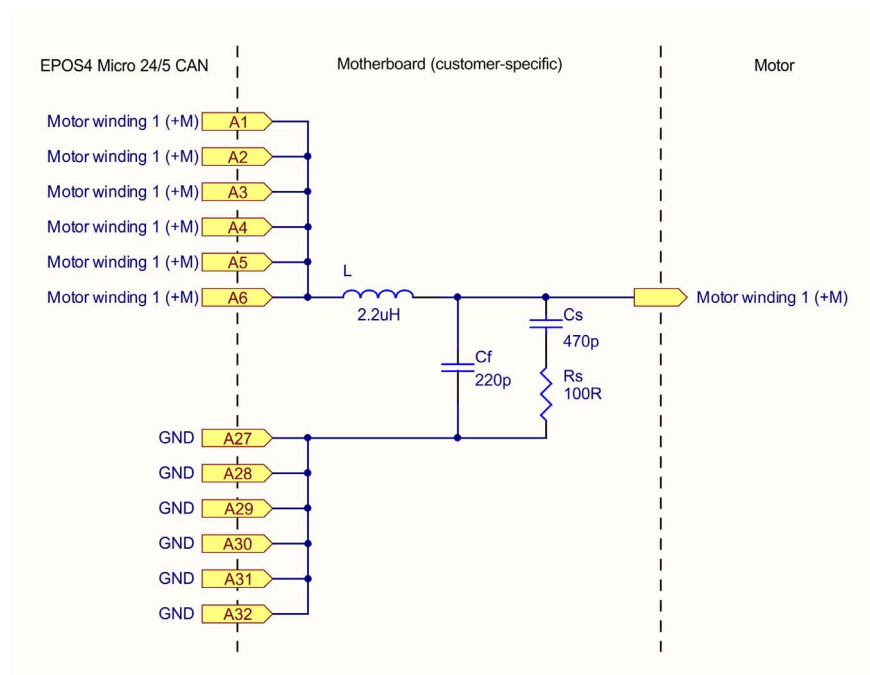 EPOS4 Micro 24/5 CAN
Motherboard (customer-specific)
Motor
Motor winding 1 (+M) A1
Motor winding 1 (+M) A2
Motor winding 1 (+M) A3
Motor winding 1 (+M) A4
Motor winding 1 (+M) A5
Motor winding 1 (+M) A6
L
2.2uH
Motor winding 1 (+M)
Cs
470p
Cf
220p
Rs
100R
GND A27
GND A28
GND A29
GND A30
GND A31
GND A32